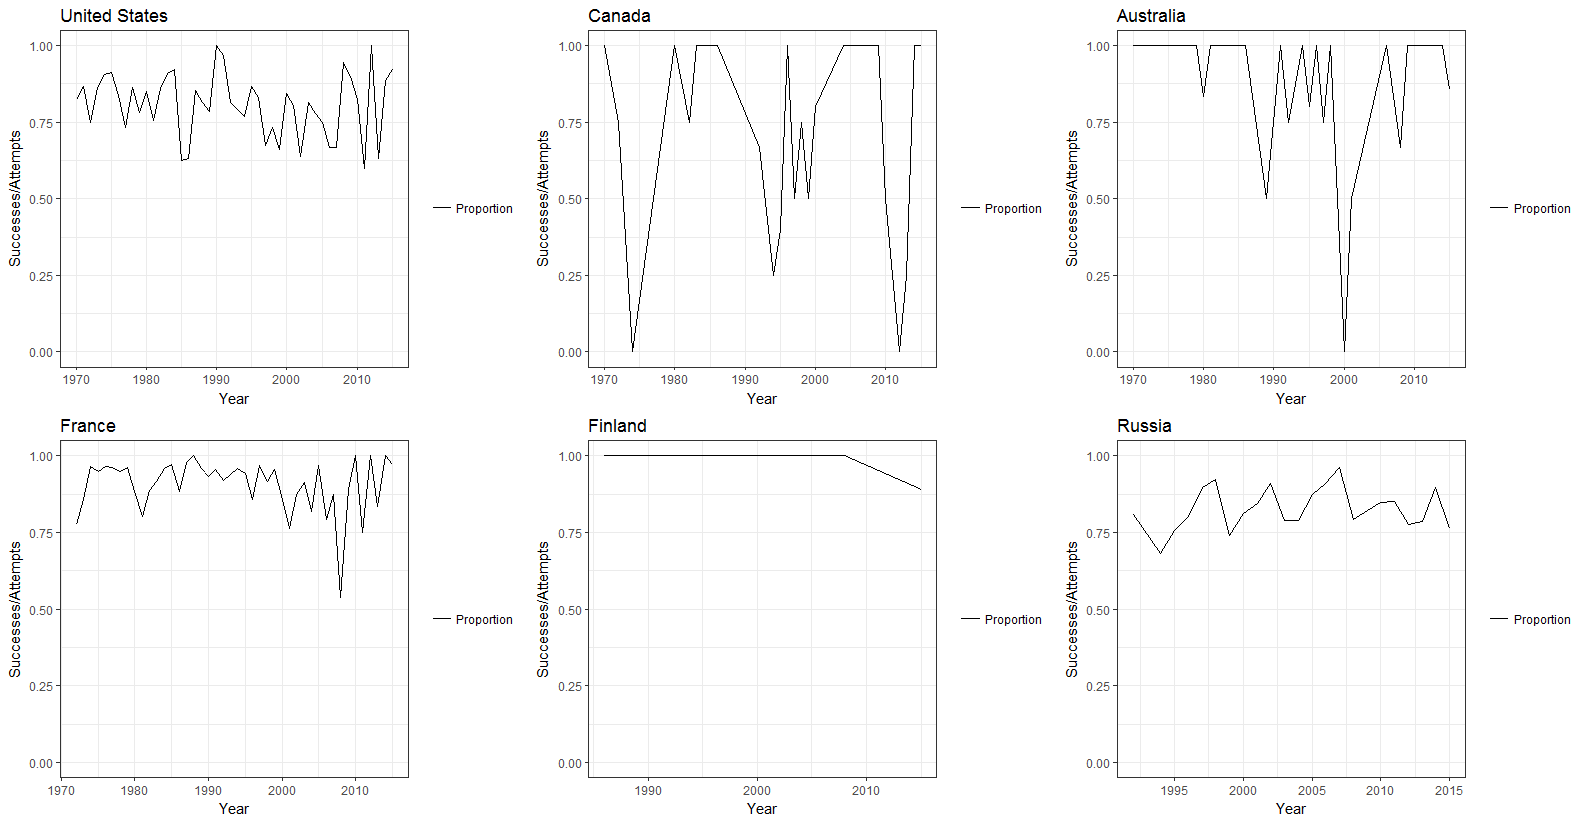 United States
1.00
0.75
0.50
0.25
0.00
Successes/Attempts
1970 1980 1990 2000 2010
Year
Proportion
Canada
1.00
0.75
0.50
0.25
0.00
Successes/Attempts
1970 1980 1990 2000 2010
Year
Proportion
Australia
1.00
0.75
0.50
0.25
0.00
Successes/Attempts
1970 1980 1990 2000 2010
Year
Proportion
France
1.00
0.75
0.50
0.25
0.00
Successes/Attempts
1970 1980 1990 2000 2010
Year
Proportion
Finland
1.00
0.75
0.50
0.25
0.00
Successes/Attempts
1990 2000 2010
Year
Proportion
Russia
1.00
0.75
0.50
0.25
0.00
Successes/Attempts
1995 2000 2005 2010 2015
Year
Proportion